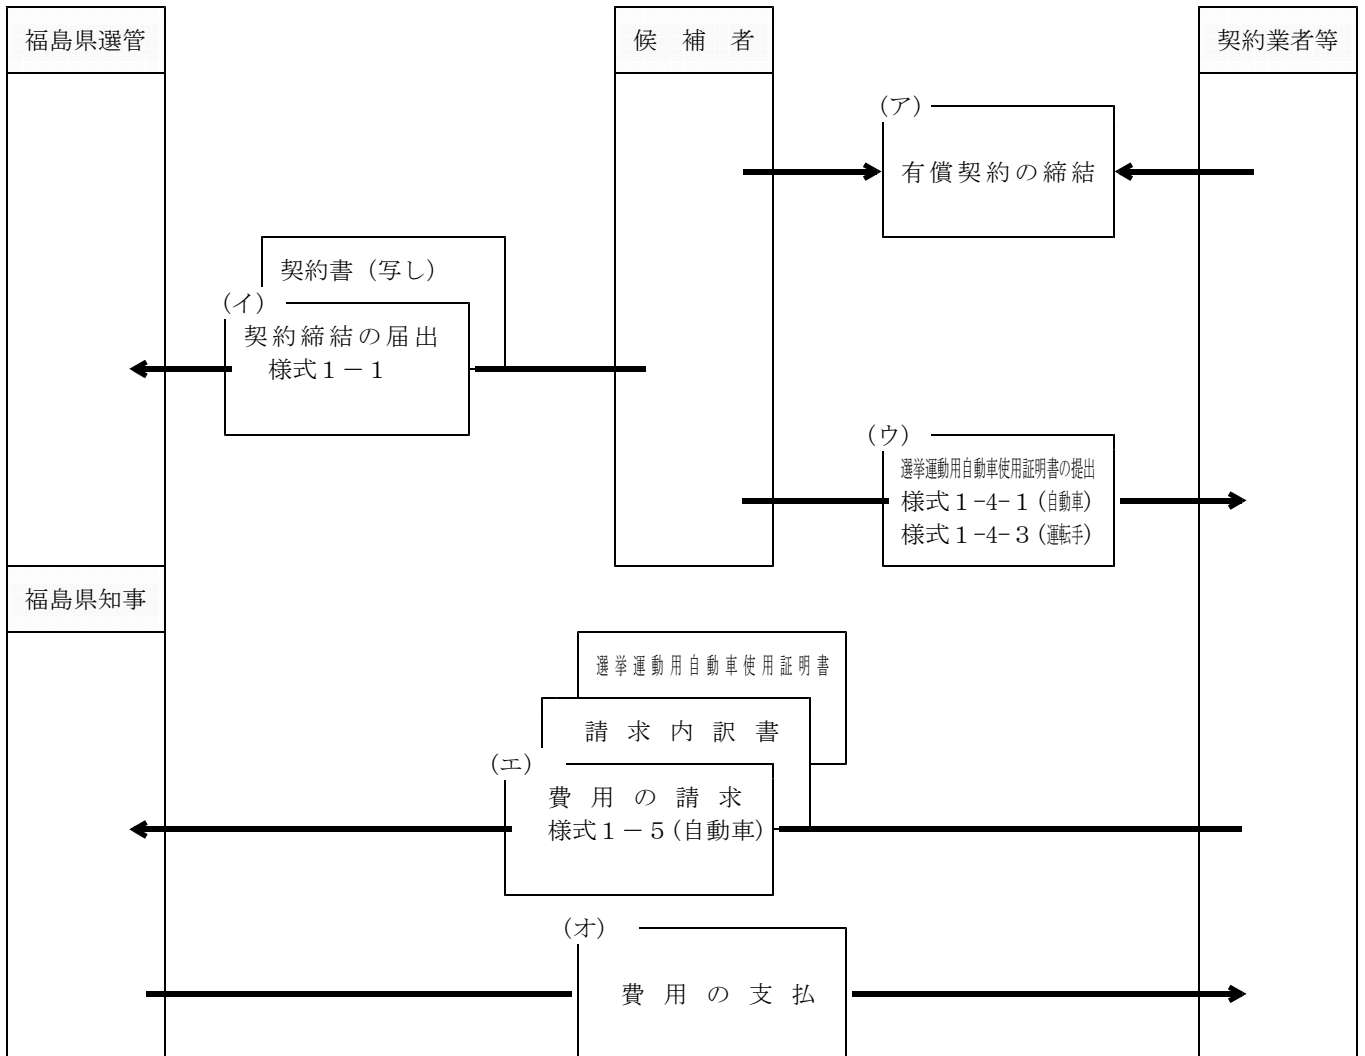 福島県選管
候 補 者
契約業者等
(ア)
有償契約の締結
契約書（写し）
(イ)
契約締結の届出
様式１－１
(ウ)
選挙運動用自動車使用証明書の提出
様式１-4-１(自動車)
様式１-4-３(運転手)
福島県知事
選挙運動用自動車使用証明書
請 求 内 訳 書
(エ)
費 用 の 請 求
様式１－５(自動車)
(オ)
費 用 の 支 払